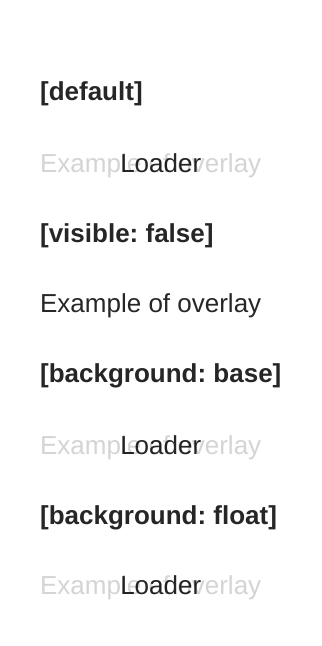 [default]
Example of overlay
Loader
[visible: false]
Example of overlay
[background: base]
Example of overlay
Loader
[background: float]
Example of overlay
Loader